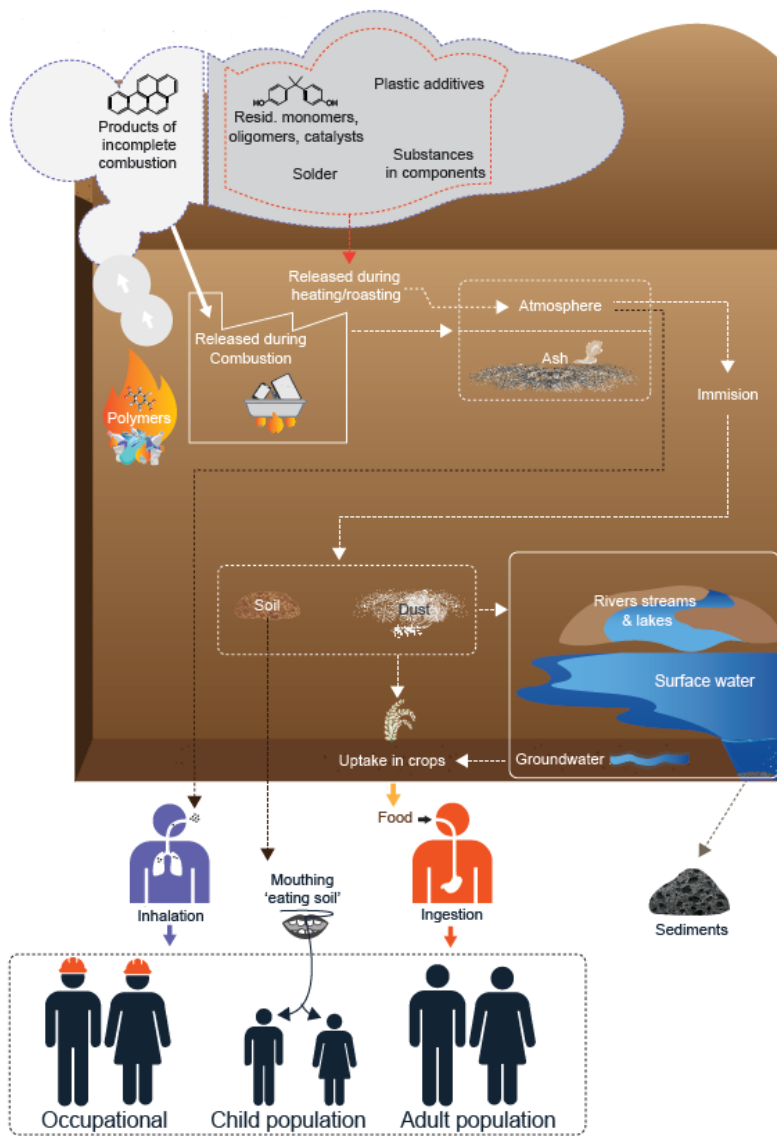 Products of
incomplete
combustion
HO
OH
Resid. monomers,
oligomers, catalysts
Plastic additives
Solder
Substances
in components
Released during
heating/roasting
Atmosphere
Released during
Combustion
Ash
Polymers
Immision
Soil
Dust
Rivers streams
& lakes
Surface water
Uptake in crops
Groundwater
Food
Mouthing
'eating soil'
Inhalation
Ingestion
Sediments
Occupational
Child population
Adult population